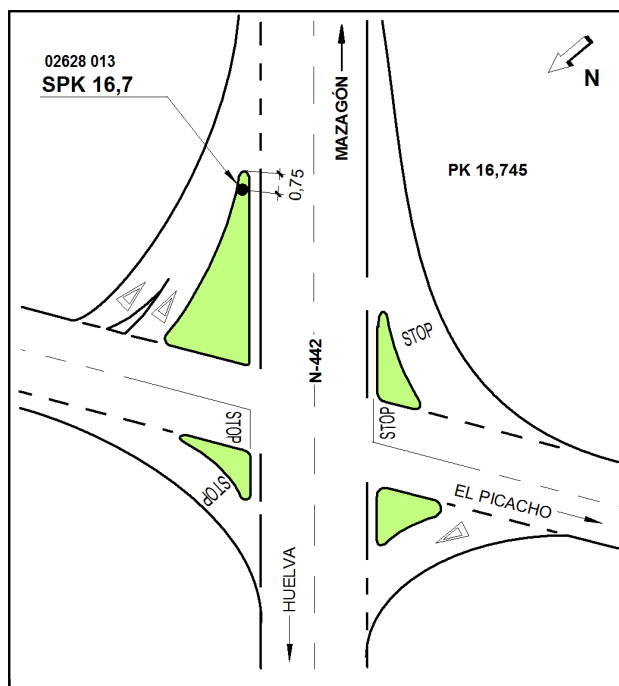 02628 013
SPK 16,7
MAZAGÓN
N
PK 16,745
0,75
STOP
N-442
STOP
STOP
STOP
EL PICACHO
HUELVA